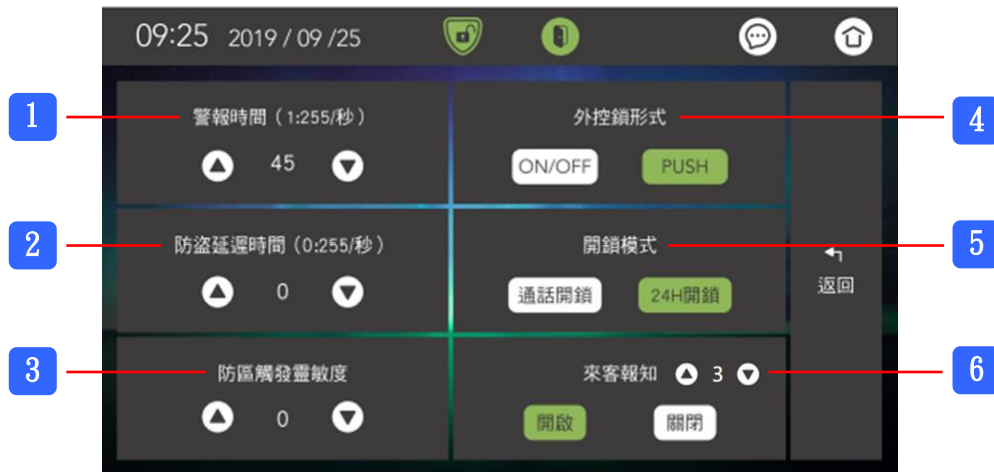 09:25 2019 / 09 /25
1
警報時間（1:255/秒）
45
2
防盜延遲時間（0:255/秒）
0
3
防區觸發靈敏度
0
4
外控鎖形式
ON/OFF PUSH
5
開鎖模式
通話開鎖 24H開鎖
6
來客報知 3
開啟 關閉
返回